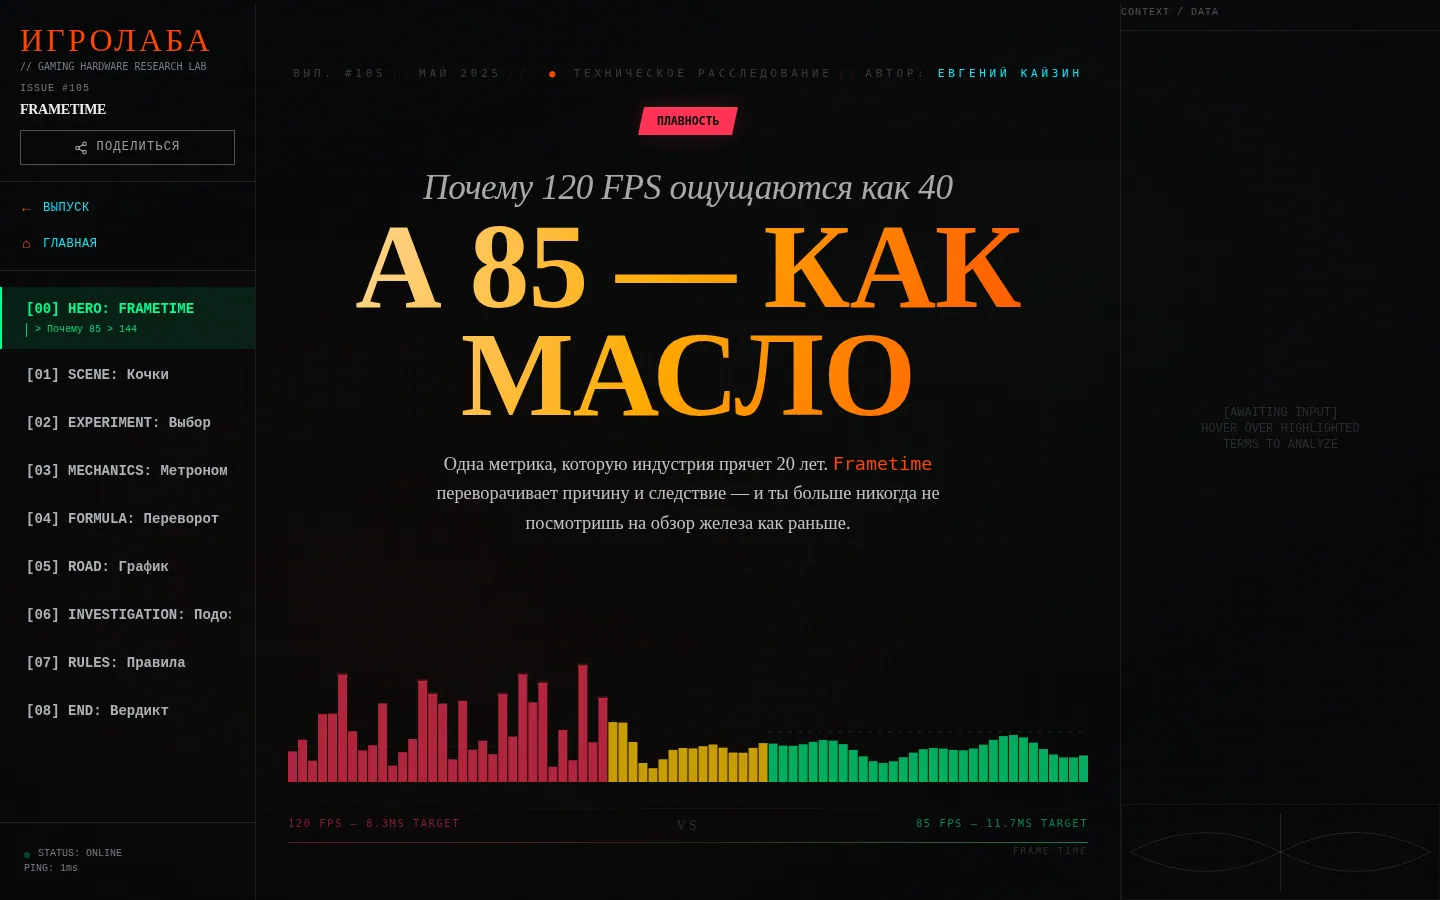 ИГРОЛАБА
// GAMING HARDWARE RESEARCH LAB
ISSUE #105
FRAMETIME
ПОДЕЛИТЬСЯ
← ВЫПУСК
⌂ ГЛАВНАЯ
[00] HERO: FRAMETIME
> Почему 85 > 144
[01] SCENE: Кочки
[02] EXPERIMENT: Выбор
[03] MECHANICS: Метроном
[04] FORMULA: Переворот
[05] ROAD: График
[06] INVESTIGATION: Подо
[07] RULES: Правила
[08] END: Вердикт
STATUS: ONLINE
PING: 1ms
ВЫП. #105 // МАЙ 2025 // ● ТЕХНИЧЕСКОЕ РАССЛЕДОВАНИЕ // АВТОР: ЕВГЕНИЙ КАЙЗИН
ПЛАВНОСТЬ
Почему 120 FPS ощущаются как 40
А 85 — КАК
МАСЛО
Одна метрика, которую индустрия прячет 20 лет. Frametime
переворачивает причину и следствие — и ты больше никогда не
посмотришь на обзор железа как раньше.
120 FPS — 8.3MS TARGET
VS
85 FPS — 11.7MS TARGET
FRAME TIME
CONTEXT / DATA
[AWAITING INPUT]
HOVER OVER HIGHLIGHTED
TERMS TO ANALYZE